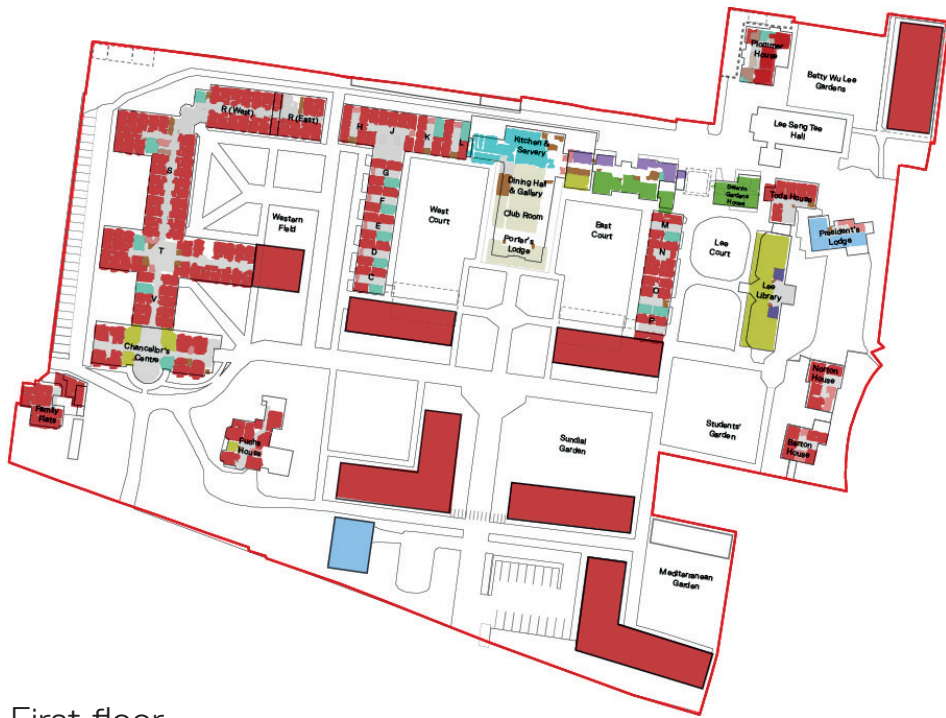 Plommer
House
Betty Wu Lee
Gardens
Lee Seng Tee
Hall
R (West)
R (East)
H
J
K
L
Kitchen &
Servery
S
G
Dining Hall
& Gallery
F
Club Room
West
Court
East
Court
Western
Field
E
Porter's
Lodge
D
C
T
V
M
N
O
P
Gardens
House
Toda House
President's
Lodge
Lee
Court
Lee
Library
Chancellor's
Centre
Family
Flats
Fuchs
House
Norton
House
Barton
House
Students'
Garden
Sundial
Garden
Mediterranean
Garden
First floor